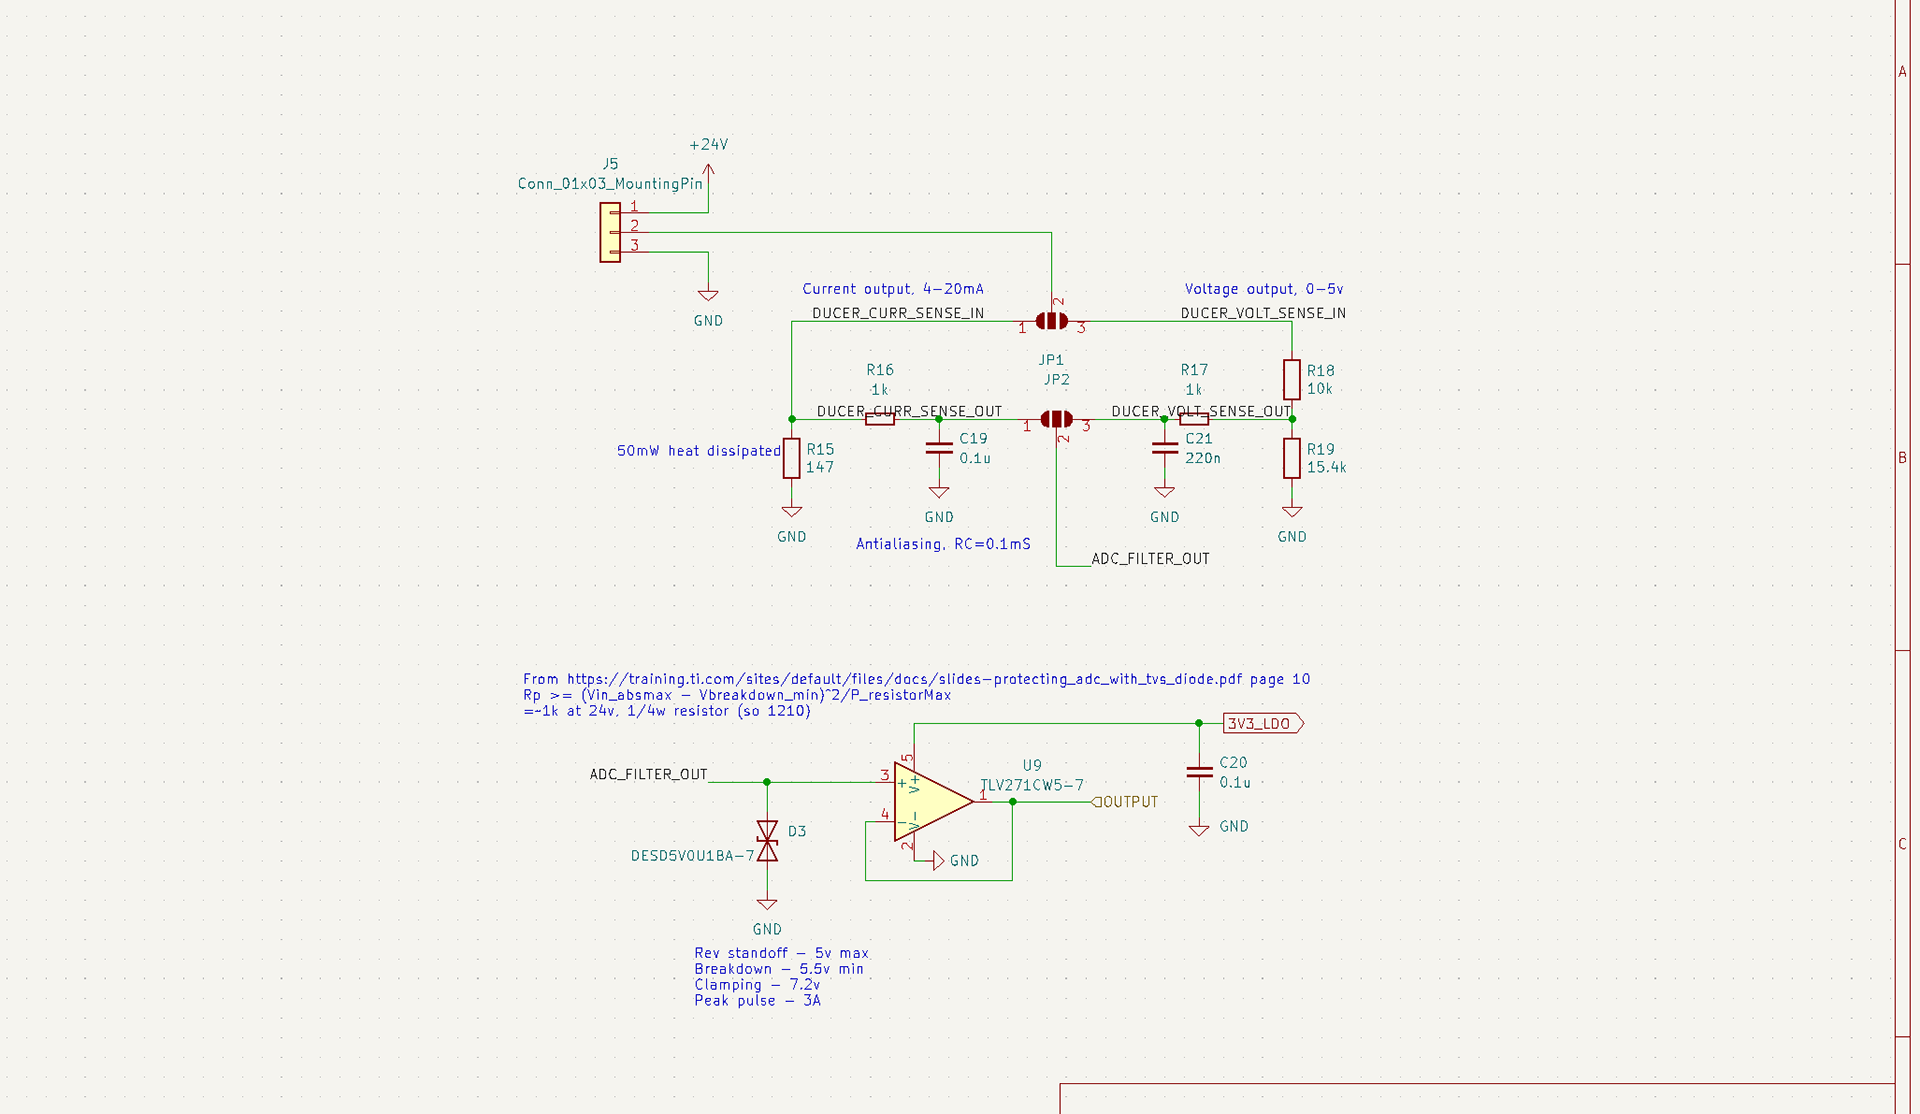 A
+24V
J5
Conn_01x03_MountingPin
1
2
3
GND
Current output, 4-20mA
Voltage output, 0-5v
DUCER_CURR_SENSE_IN
2
DUCER_VOLT_SENSE_IN
1
3
JP1
R16
1k
JP2
R17
1k
R18
10k
DUCER_CURR_SENSE_OUT
DUCER_VOLT_SENSE_OUT
1
2
3
50mW heat dissipated
R15
147
C19
0.1u
C21
220n
R19
15.4k
B
GND
GND
GND
GND
Antialiasing, RC=0.1mS
ADC_FILTER_OUT
From https://training.ti.com/sites/default/files/docs/slides-protecting_adc_with_tvs_diode.pdf page 10
Rp >= (Vin_absmax - Vbreakdown_min)^2/P_resistorMax
=~1k at 24v, 1/4w resistor (so 1210)
3V3_LDO
ADC_FILTER_OUT
5
3
+
V+
U9
TLV271CW5-7
1
4
-
V-
2
GND
OUTPUT
C20
0.1u
GND
D3
DESD5V0U1BA-7
C
GND
Rev standoff - 5v max
Breakdown - 5.5v min
Clamping - 7.2v
Peak pulse - 3A